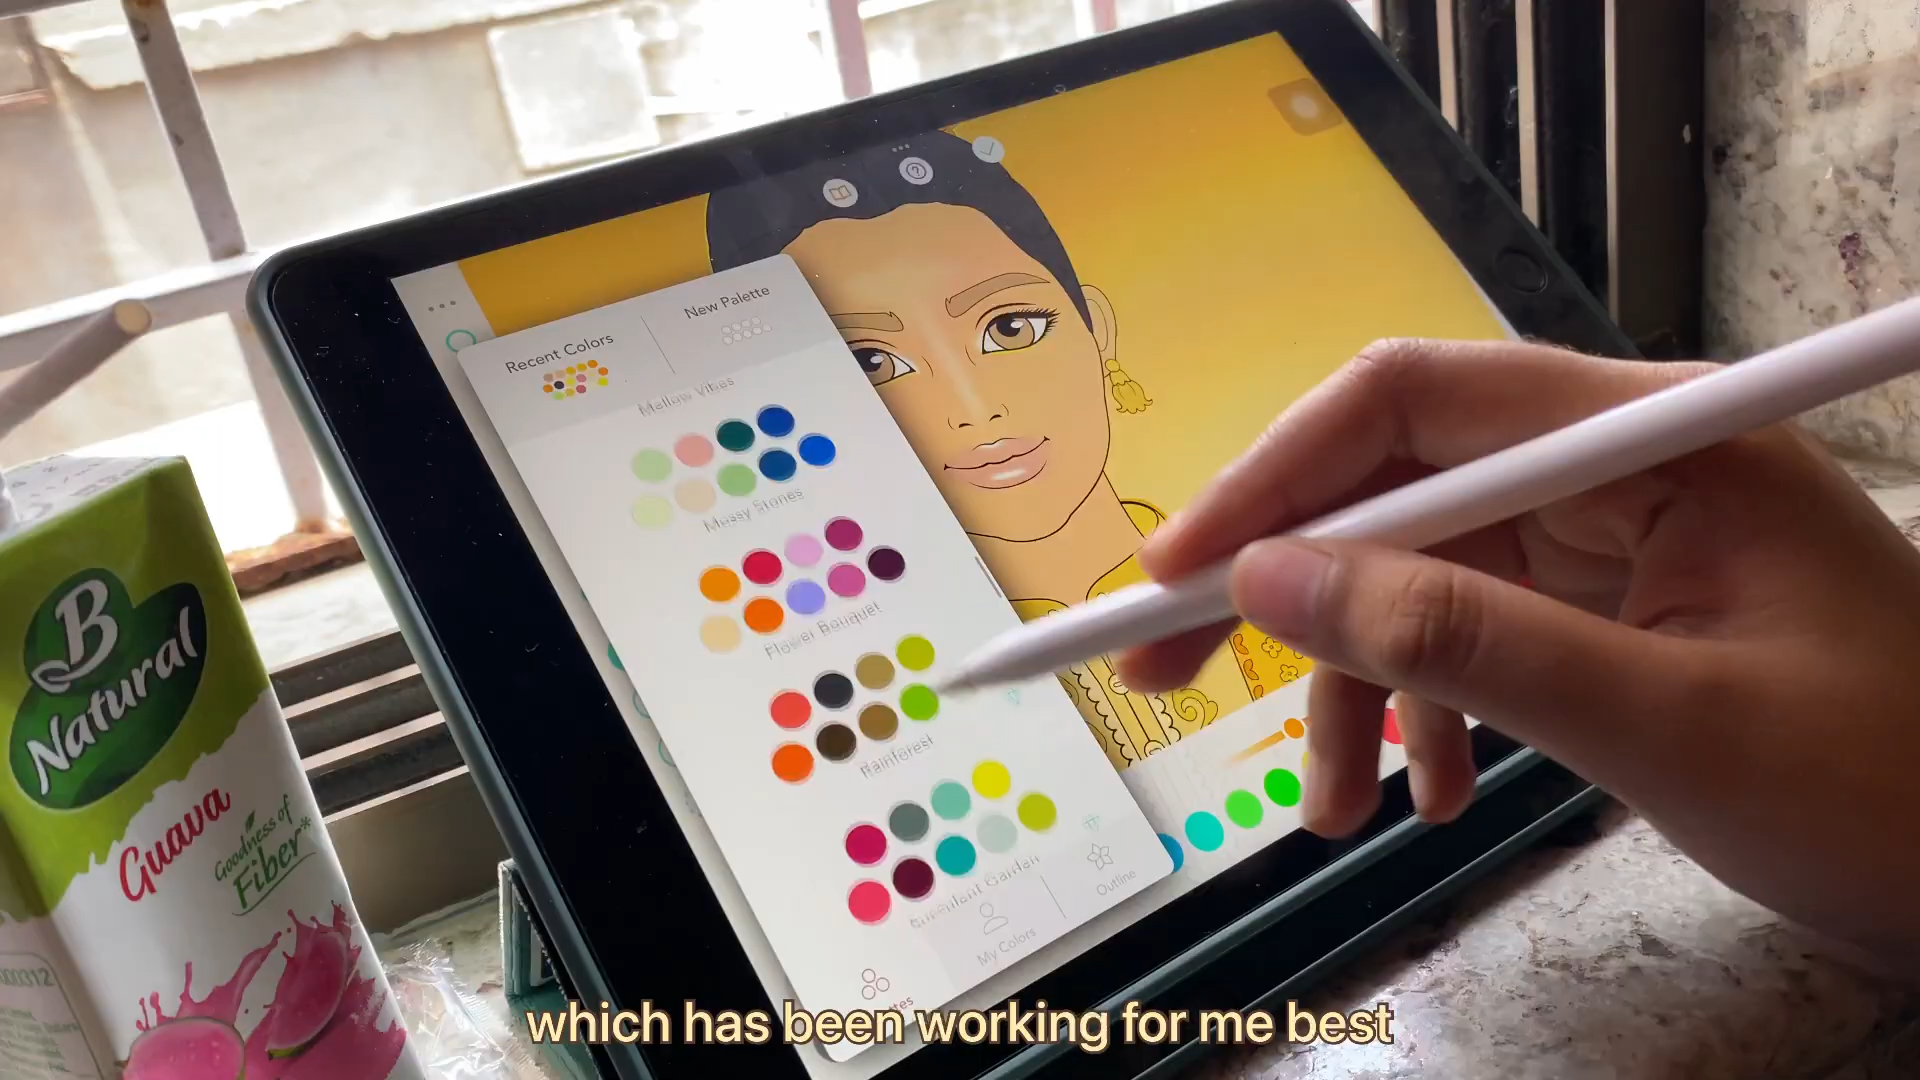 New Palette
Recent Colors
Mellow Vibes
Mossy Stones
Flower Bouquet
Rainforest
Succulent Garden
Outline
My Colors
B
Natural
Guava
Goodness of
Fiber*
which has been working for me best